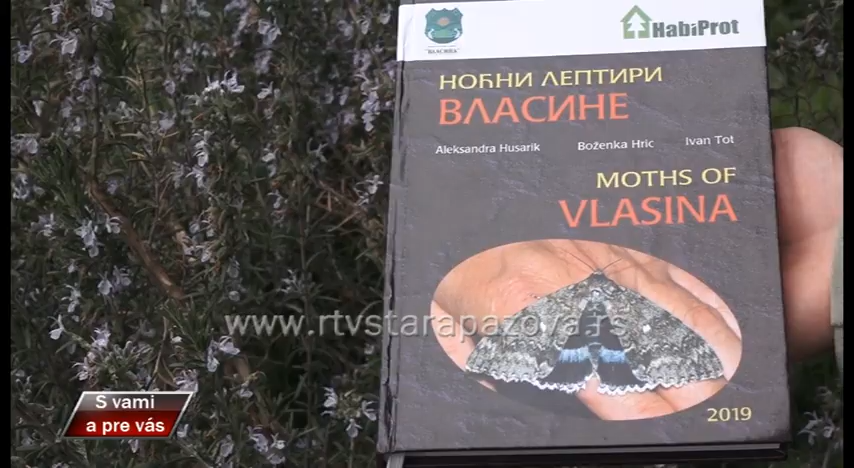 "ВЛАСИНА"
HabiProt
НОЋНИ ЛЕПТИРИ
ВЛАСИНЕ
Aleksandra Husarik Boženka Hric Ivan Tot
MOTHS OF
VLASINA
www.rtvstarapazova.rs
2019
S vami
a pre vás